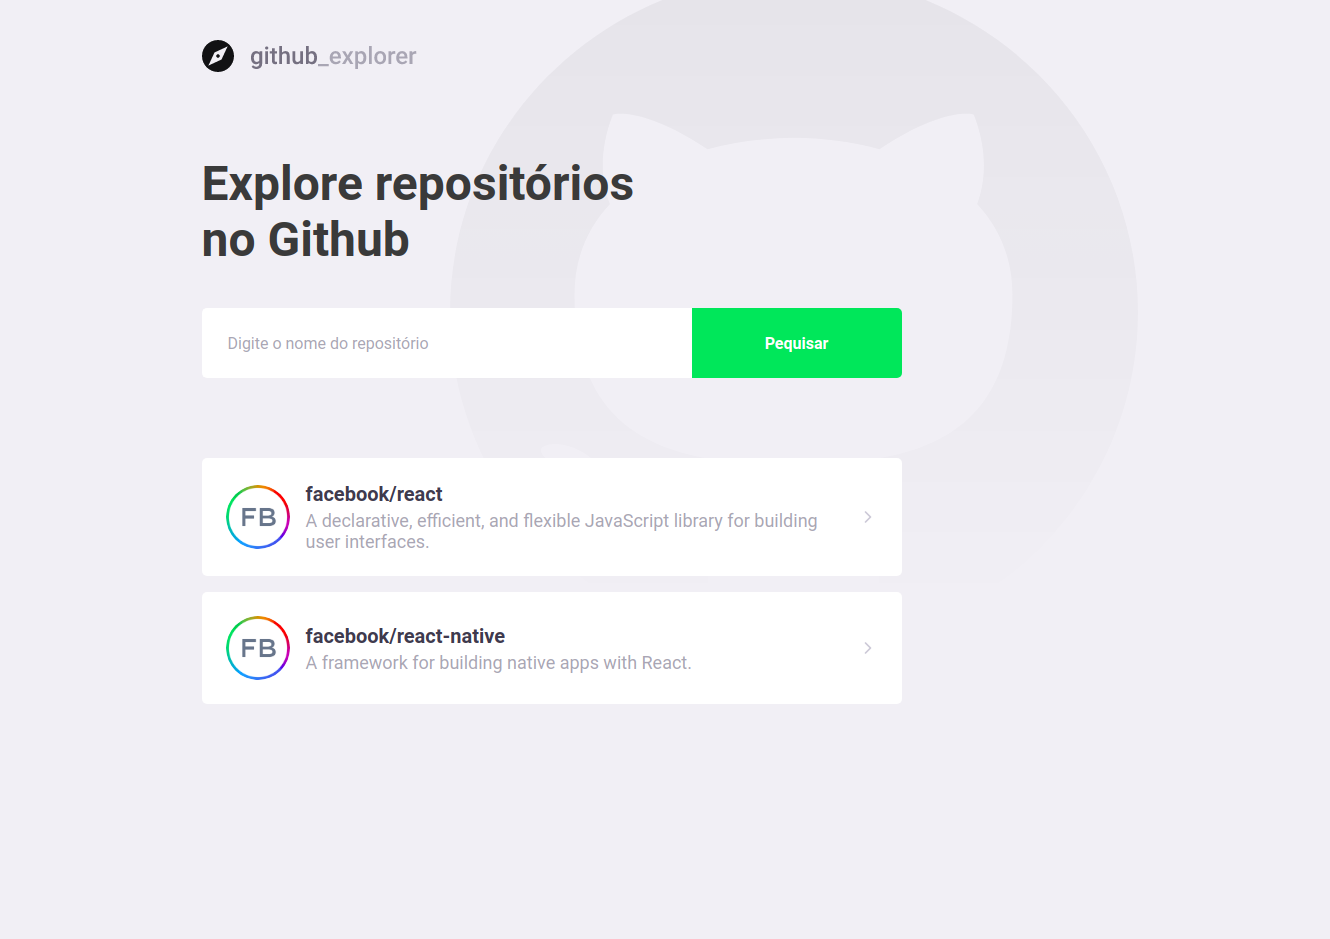 github_explorer
Explore repositórios
no Github
Digite o nome do repositório
Pequisar
FB
facebook/react
A declarative, efficient, and flexible JavaScript library for building
user interfaces.
FB
facebook/react-native
A framework for building native apps with React.